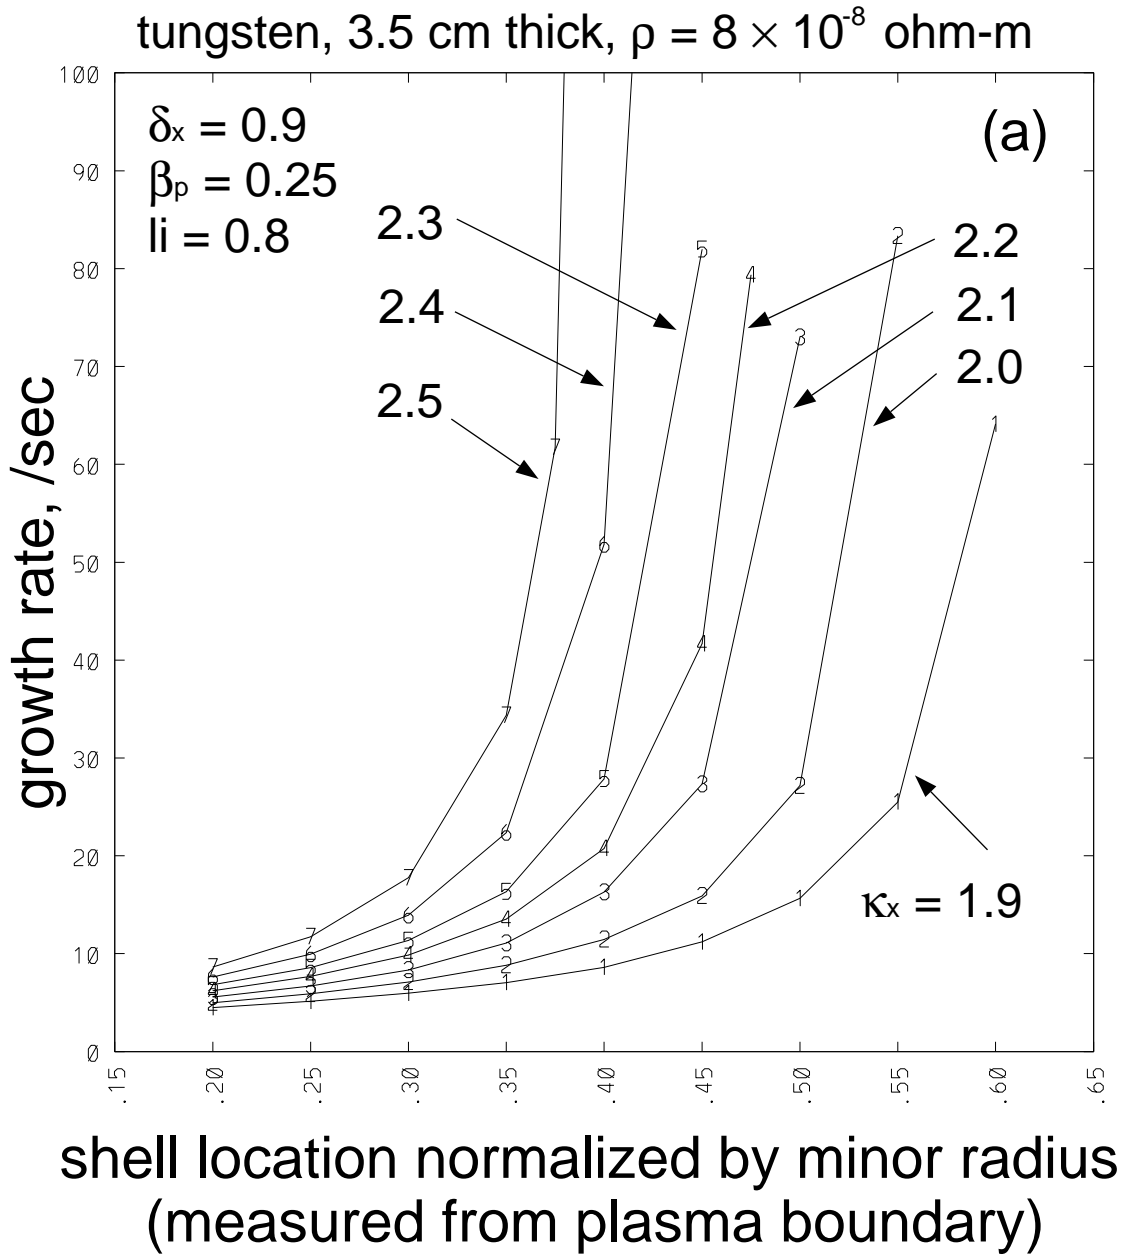 tungsten, 3.5 cm thick, ρ = 8 × 10⁻⁸ ohm-m
(a)
δx = 0.9
βp = 0.25
li = 0.8
2.3
2.4
2.5
2.2
2.1
2.0
κx = 1.9
growth rate, /sec
100
90
80
70
60
50
40
30
20
10
0
.15 .20 .25 .30 .35 .40 .45 .50 .55 .60 .65
shell location normalized by minor radius
(measured from plasma boundary)